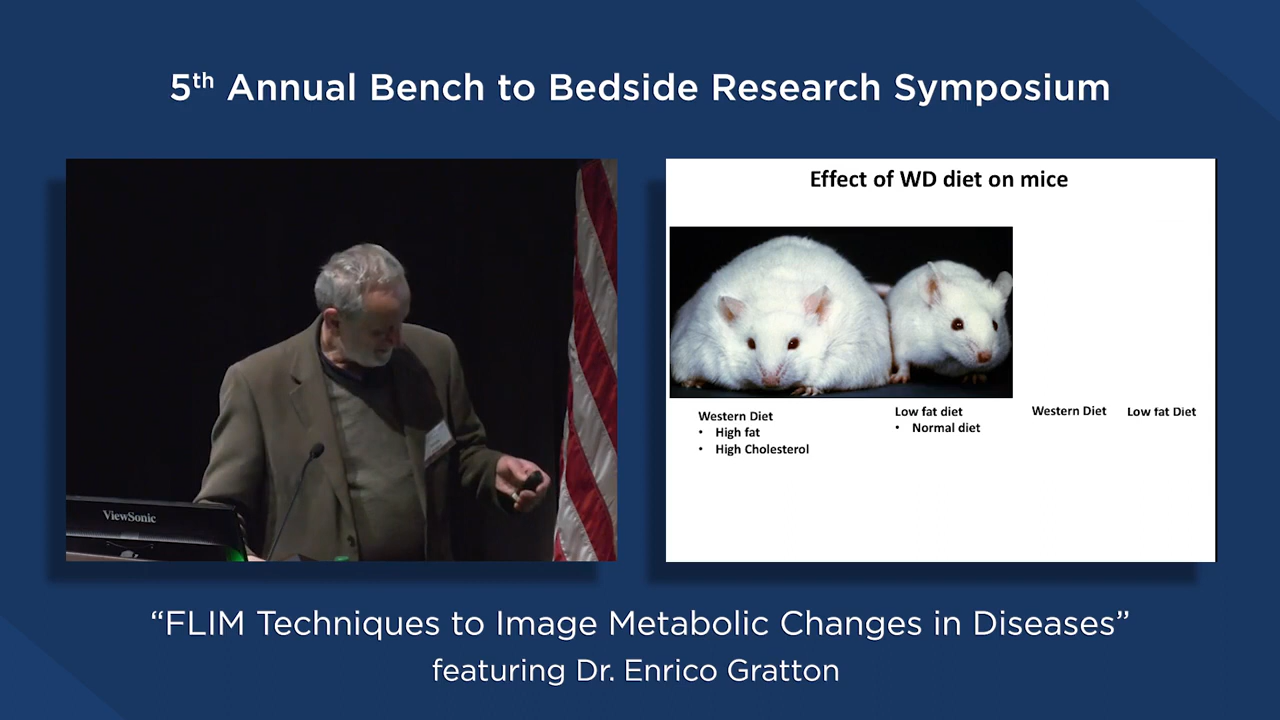 5th Annual Bench to Bedside Research Symposium
Effect of WD diet on mice
Western Diet
• High fat
• High Cholesterol
Low fat diet
• Normal diet
Western Diet
Low fat Diet
ViewSonic
“FLIM Techniques to Image Metabolic Changes in Diseases”
featuring Dr. Enrico Gratton